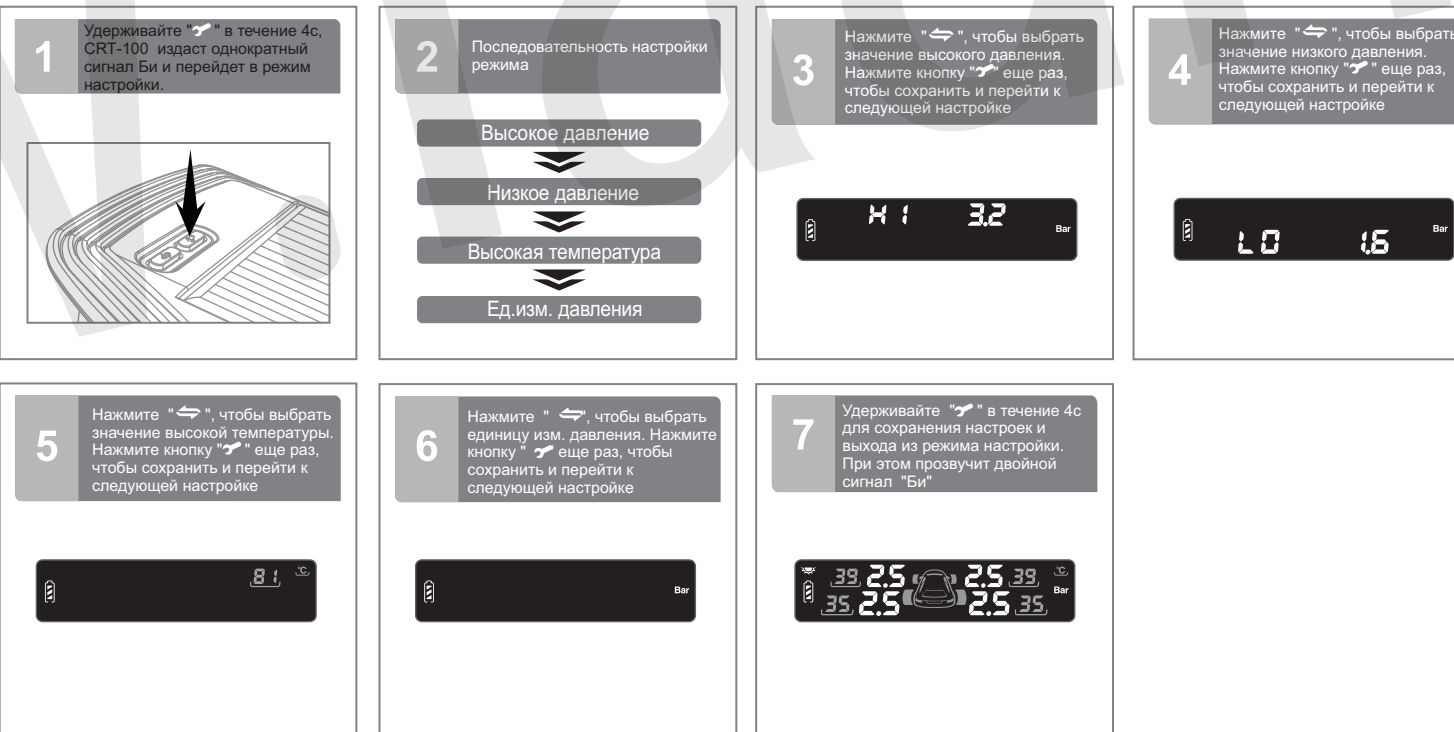 1
Удерживайте " " в течение 4с,
CRT-100 издаст однократный
сигнал Би и перейдет в режим
настройки.
2
Последовательность настройки
режима
Высокое давление
Низкое давление
Высокая температура
Ед.изм. давления
3
Нажмите " ", чтобы выбрать
значение высокого давления.
Нажмите кнопку " " еще раз,
чтобы сохранить и перейти к
следующей настройке
HI 3.2 Bar
4
Нажмите " ", чтобы выбрать
значение низкого давления.
Нажмите кнопку " " еще раз,
чтобы сохранить и перейти к
следующей настройке
LO 1.6 Bar
5
Нажмите " ", чтобы выбрать
значение высокой температуры.
Нажмите кнопку " " еще раз,
чтобы сохранить и перейти к
следующей настройке
81 °C
6
Нажмите " ", чтобы выбрать
единицу изм. давления. Нажмите
кнопку " еще раз, чтобы
сохранить и перейти к
следующей настройке
Bar
7
Удерживайте " " в течение 4с
для сохранения настроек и
выхода из режима настройки.
При этом прозвучит двойной
сигнал "Би"
39 2.5 2.5 39 °C
35 2.5 2.5 35 Bar